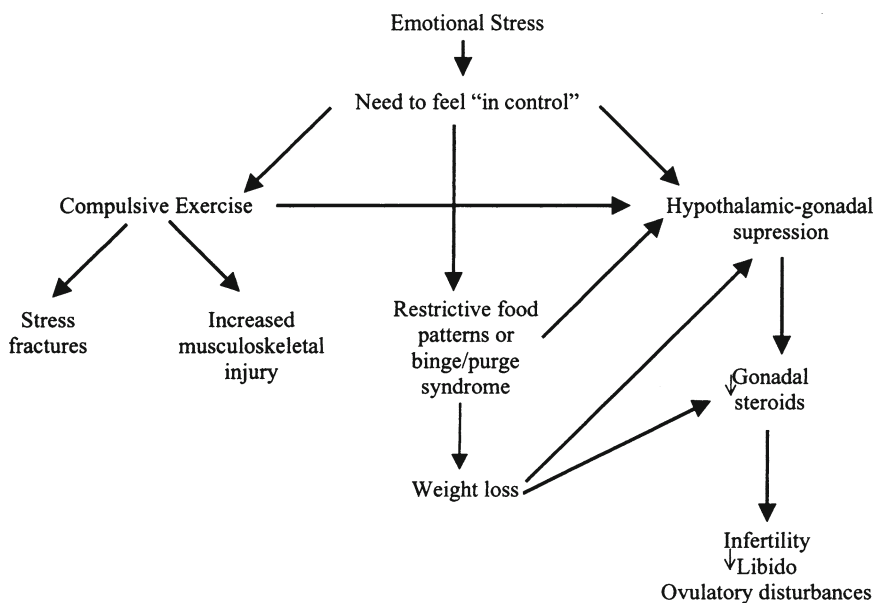 Emotional Stress
Need to feel “in control”
Compulsive Exercise
Hypothalamic-gonadal
supression
Stress
fractures
Increased
musculoskeletal
injury
Restrictive food
patterns or
binge/purge
syndrome
↓Gonadal
steroids
Weight loss
Infertility
↓Libido
Ovulatory disturbances